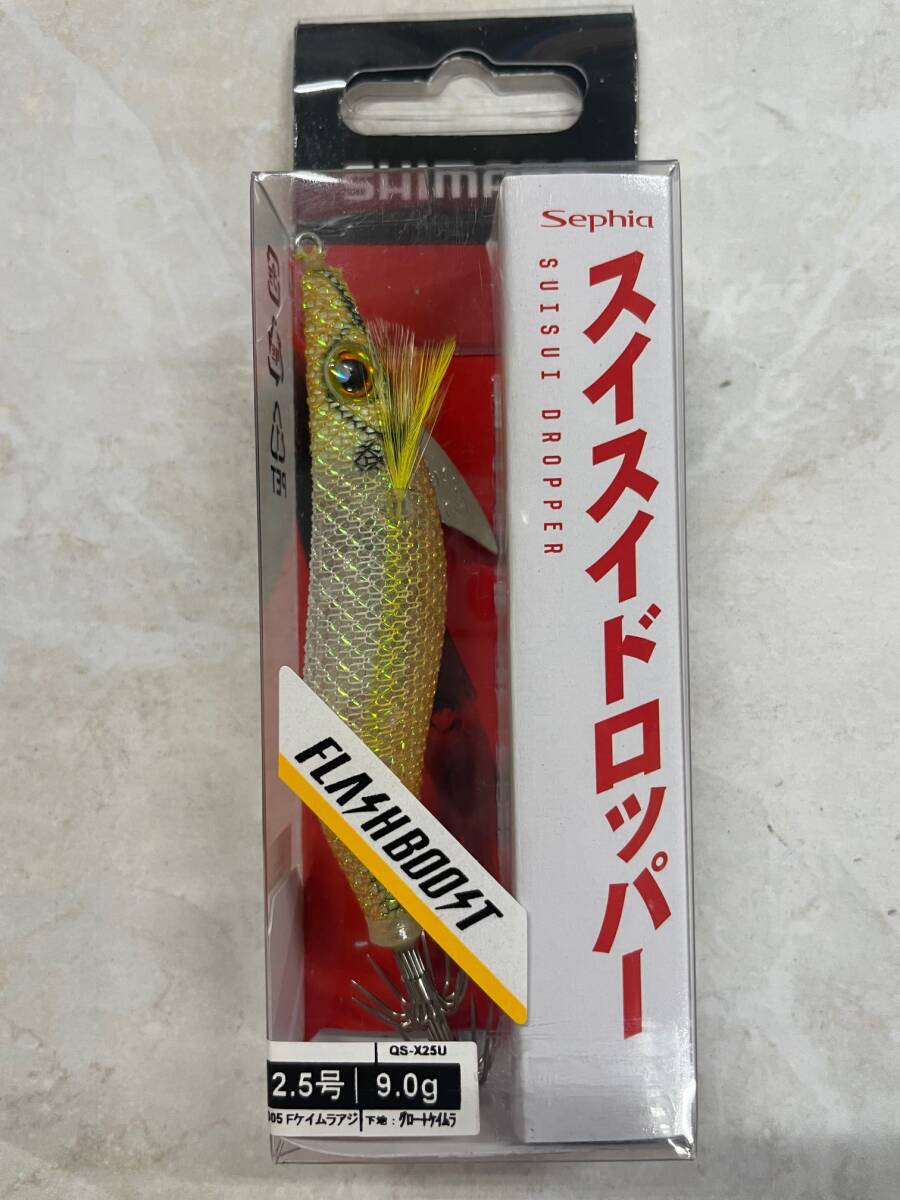 SHIMANO
Sephia
スイスイドロッパー
SUISUI DROPPER
FLASHBOOST
QS-X25U
2.5号 9.0g
005 Fケイムラアジ 下地：グロートケイムラ